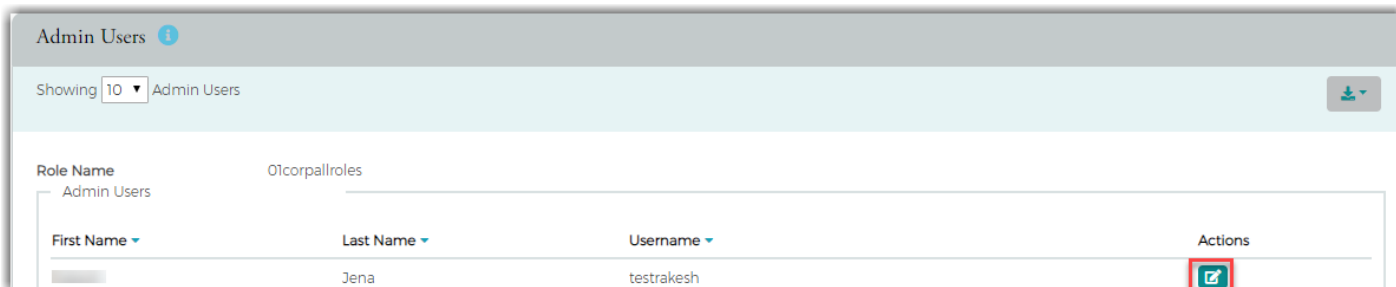 Admin Users
Showing 10 Admin Users
Role Name 01corpallroles
Admin Users
First Name Last Name Username Actions
Jena testrakesh